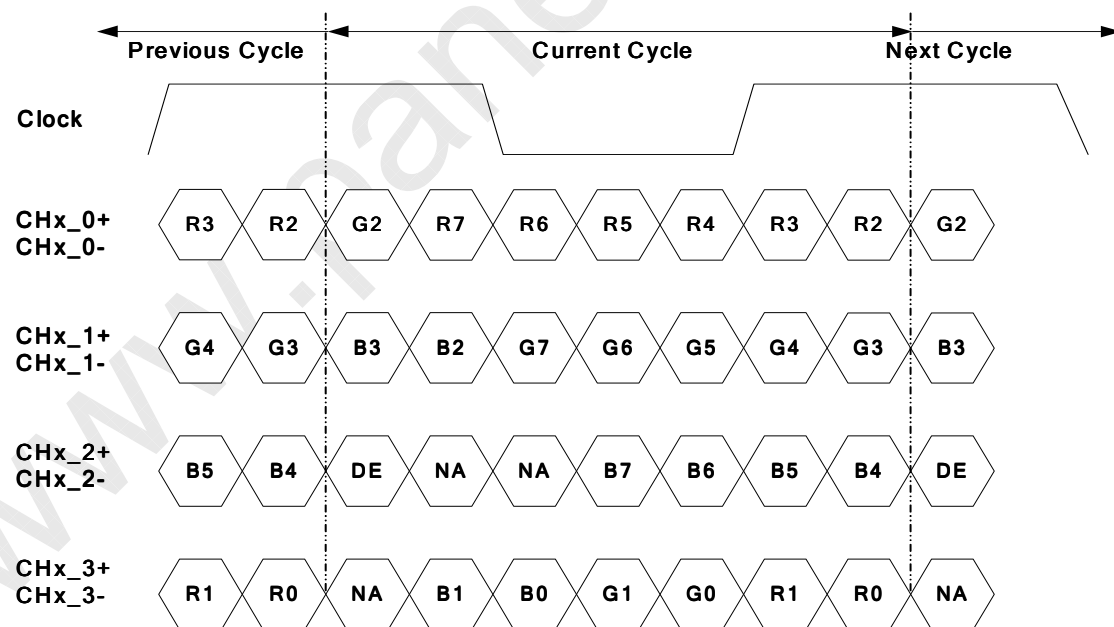 Previous Cycle Current Cycle Next Cycle
Clock
CHx_0+
CHx_0-
R3 R2 G2 R7 R6 R5 R4 R3 R2 G2
CHx_1+
CHx_1-
G4 G3 B3 B2 G7 G6 G5 G4 G3 B3
CHx_2+
CHx_2-
B5 B4 DE NA NA B7 B6 B5 B4 DE
CHx_3+
CHx_3-
R1 R0 NA B1 B0 G1 G0 R1 R0 NA
www.pane